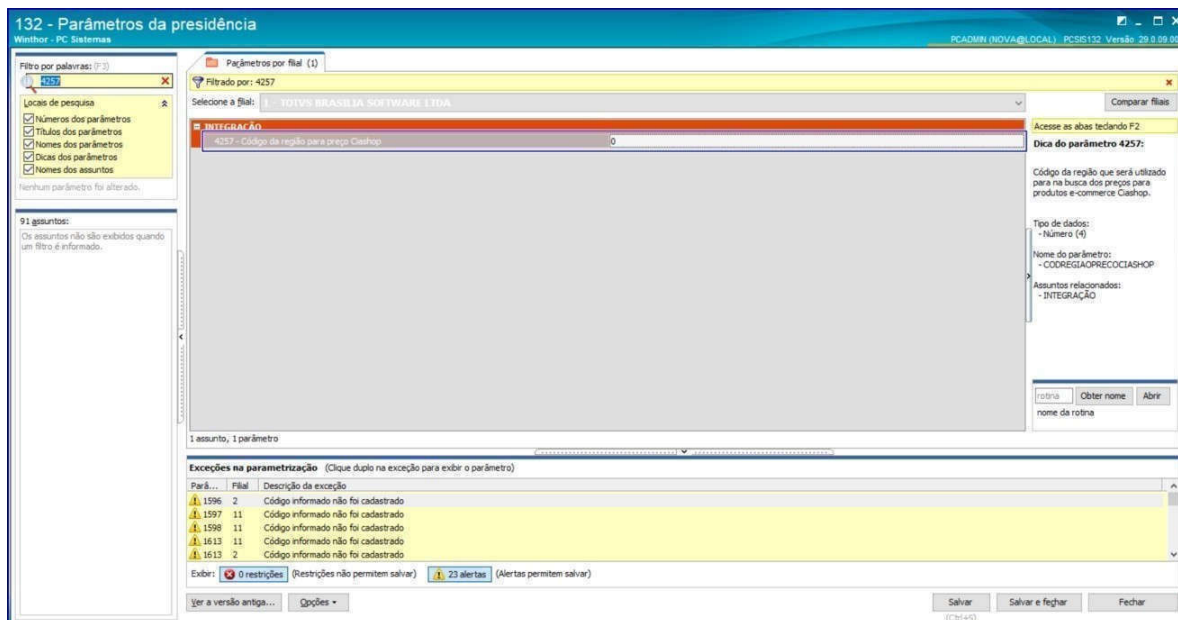 132 - Parâmetros da presidência
Winthor - PC Sistemas
PCADMIN (NOVA@LOCAL) PCSIS132 Versão 29.0.09.00
Filtro por palavras: (F3)
4257
Locais de pesquisa
Números dos parâmetros
Títulos dos parâmetros
Nomes dos parâmetros
Dicas dos parâmetros
Nomes dos assuntos
Nenhum parâmetro foi alterado.
91 assuntos:
Os assuntos não são exibidos quando
um filtro é informado.
Parâmetros por filial (1)
Filtrado por: 4257
Selecione a filial: 1 - TOTVS BRASILIA SOFTWARE LTDA
Comparar filiais
INTEGRAÇÃO
4257 - Código da região para preço Ciashop 0
1 assunto, 1 parâmetro
Acesse as abas teclando F2
Dica do parâmetro 4257:
Código da região que será utilizado
para na busca dos preços para
produtos e-commerce Ciashop.
Tipo de dados:
- Número (4)
Nome do parâmetro:
- CODREGIAOPRECOCIASHOP
Assuntos relacionados:
- INTEGRAÇÃO
rotina Obter nome Abrir
nome da rotina
Exceções na parametrização (Clique duplo na exceção para exibir o parâmetro)
Parâ... Filial Descrição da exceção
1596 2 Código informado não foi cadastrado
1597 11 Código informado não foi cadastrado
1598 11 Código informado não foi cadastrado
1613 11 Código informado não foi cadastrado
1613 2 Código informado não foi cadastrado
Exibir: 0 restrições (Restrições não permitem salvar) 23 alertas (Alertas permitem salvar)
Ver a versão antiga... Opções Salvar Salvar e fechar Fechar
(Ctrl+S)